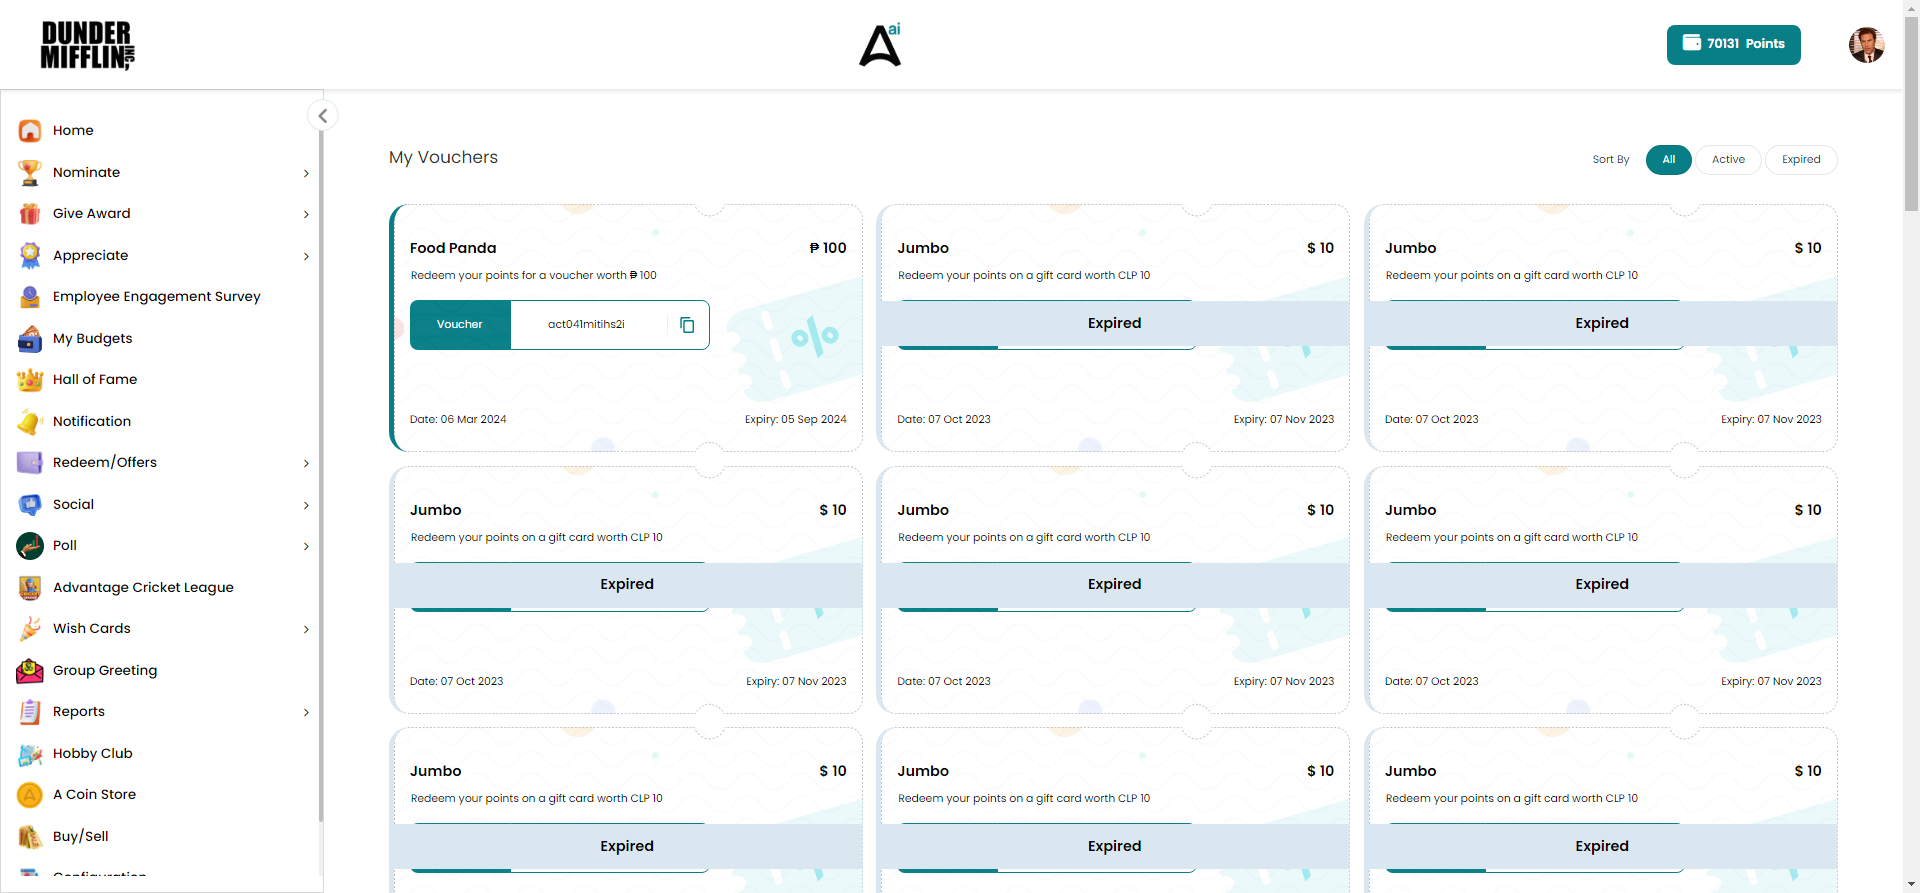 DUNDER
MIFFLIN, INC
A ai
70131 Points
Home
Nominate
Give Award
Appreciate
Employee Engagement Survey
My Budgets
Hall of Fame
Notification
Redeem/Offers
Social
Poll
Advantage Cricket League
Wish Cards
Group Greeting
Reports
Hobby Club
A Coin Store
Buy/Sell
Configuration
My Vouchers
Sort By All Active Expired
Food Panda ₱ 100
Redeem your points for a voucher worth ₱ 100
Voucher act041mitihs2i
%
Date: 06 Mar 2024 Expiry: 05 Sep 2024
Jumbo $ 10
Redeem your points on a gift card worth CLP 10
Expired
Date: 07 Oct 2023 Expiry: 07 Nov 2023
Jumbo $ 10
Redeem your points on a gift card worth CLP 10
Expired
Date: 07 Oct 2023 Expiry: 07 Nov 2023
Jumbo $ 10
Redeem your points on a gift card worth CLP 10
Expired
Date: 07 Oct 2023 Expiry: 07 Nov 2023
Jumbo $ 10
Redeem your points on a gift card worth CLP 10
Expired
Date: 07 Oct 2023 Expiry: 07 Nov 2023
Jumbo $ 10
Redeem your points on a gift card worth CLP 10
Expired
Date: 07 Oct 2023 Expiry: 07 Nov 2023
Jumbo $ 10
Redeem your points on a gift card worth CLP 10
Expired
Jumbo $ 10
Redeem your points on a gift card worth CLP 10
Expired
Jumbo $ 10
Redeem your points on a gift card worth CLP 10
Expired